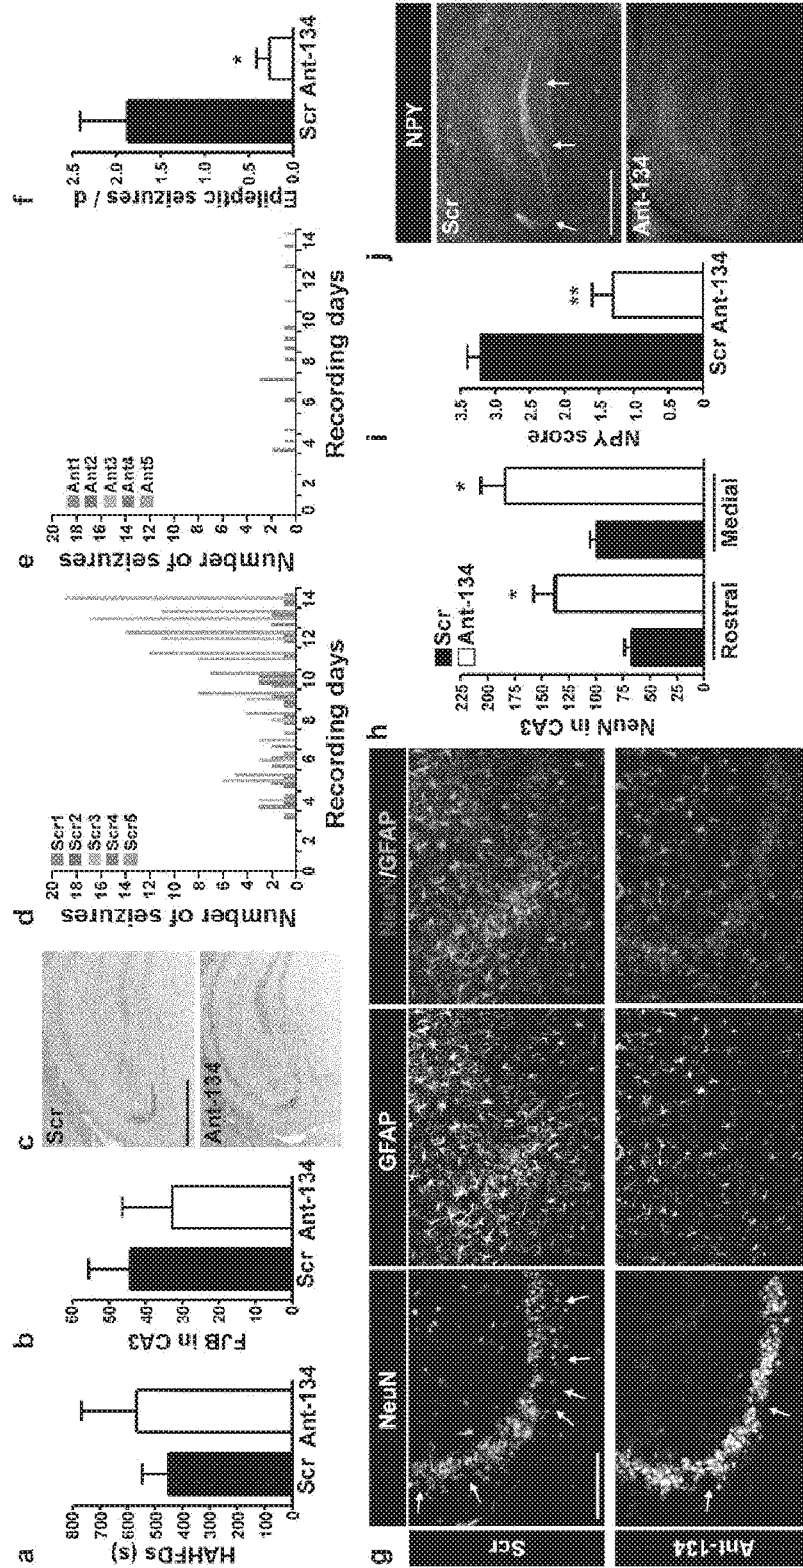 a
HAHFDs (s)
800
700
600
500
400
300
200
100
0
Scr Ant-134
b
FJB in CA3
60
50
40
30
20
10
0
Scr Ant-134
c
Scr
Ant-134
d
Number of seizures
20
18
16
14
12
10
8
6
4
2
0
Scr1
Scr2
Scr3
Scr4
Scr5
0 2 4 6 8 10 12 14
Recording days
e
Number of seizures
20
18
16
14
12
10
8
6
4
2
0
Ant1
Ant2
Ant3
Ant4
Ant5
0 2 4 6 8 10 12 14
Recording days
f
Epileptic seizures / d
2.5
2.0
1.5
1.0
0.5
0.0
*
Scr Ant-134
g
NeuN
GFAP
NeuN/GFAP
Scr
Ant-134
h
NeuN in CA3
225
200
175
150
125
100
75
50
25
0
Scr
Ant-134
*
*
Rostral
Medial
i
NPY score
3.5
3.0
2.5
2.0
1.5
1.0
0.5
0
**
Scr Ant-134
j
NPY
Scr
Ant-134